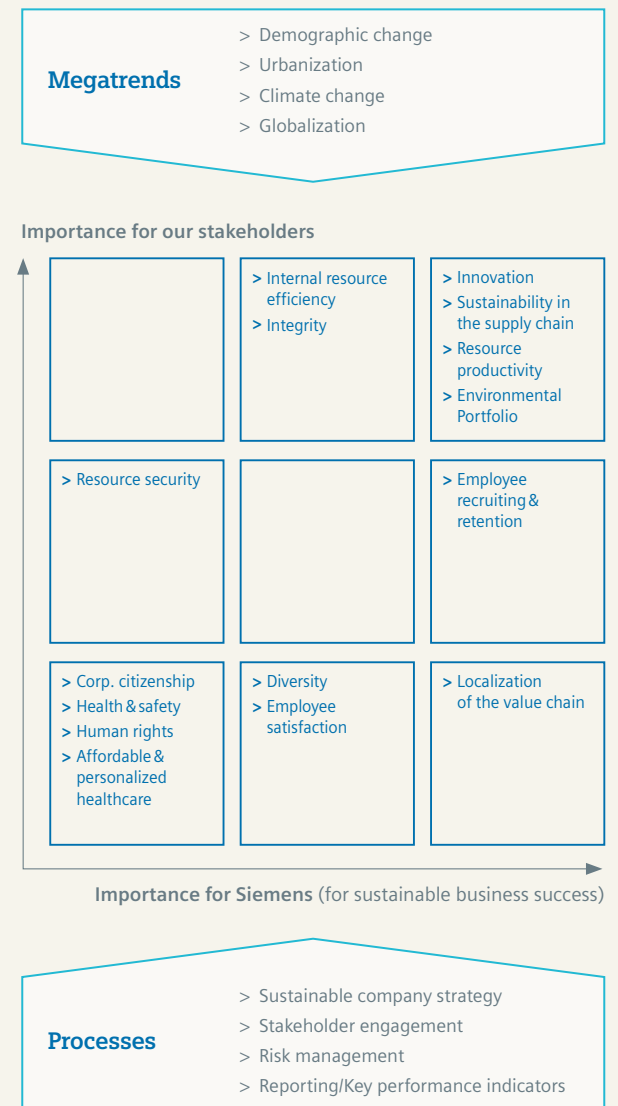 Megatrends
> Demographic change
> Urbanization
> Climate change
> Globalization
Importance for our stakeholders
> Internal resource
efficiency
> Integrity
> Innovation
> Sustainability in
the supply chain
> Resource
productivity
> Environmental
Portfolio
> Resource security
> Employee
recruiting &
retention
> Corp. citizenship
> Health & safety
> Human rights
> Affordable &
personalized
healthcare
> Diversity
> Employee
satisfaction
> Localization
of the value chain
Importance for Siemens (for sustainable business success)
Processes
> Sustainable company strategy
> Stakeholder engagement
> Risk management
> Reporting/Key performance indicators